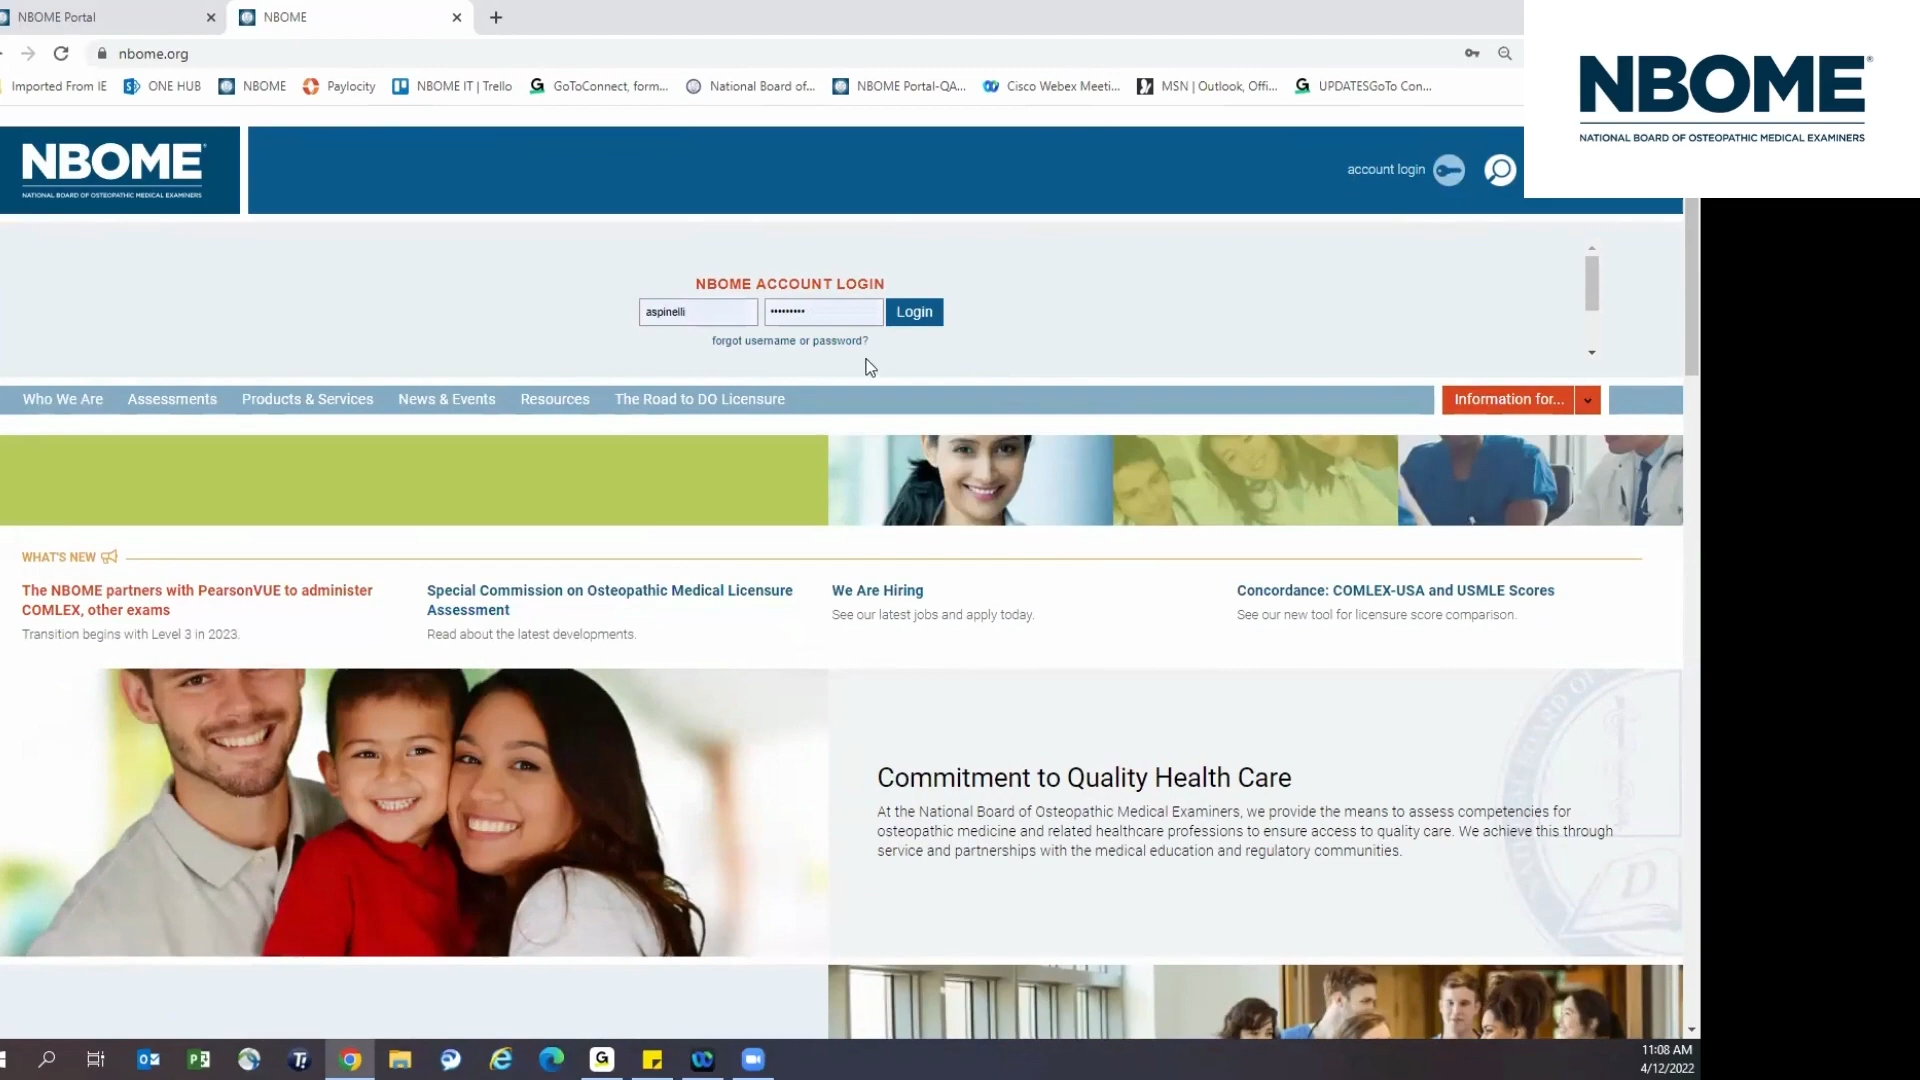 NBOME Portal
NBOME
nbome.org
Imported From IE
ONE HUB
NBOME
Paylocity
NBOME IT | Trello
GoToConnect, form...
National Board of...
NBOME Portal-QA...
Cisco Webex Meeti...
MSN | Outlook, Offi...
UPDATESGoTo Con...
NBOME®
NATIONAL BOARD OF OSTEOPATHIC MEDICAL EXAMINERS
NBOME
NATIONAL BOARD OF OSTEOPATHIC MEDICAL EXAMINERS
account login
NBOME ACCOUNT LOGIN
aspinelli
•••••••••
Login
forgot username or password?
Who We Are
Assessments
Products & Services
News & Events
Resources
The Road to DO Licensure
Information for...
WHAT'S NEW
The NBOME partners with PearsonVUE to administer
COMLEX, other exams
Transition begins with Level 3 in 2023.
Special Commission on Osteopathic Medical Licensure
Assessment
Read about the latest developments.
We Are Hiring
See our latest jobs and apply today.
Concordance: COMLEX-USA and USMLE Scores
See our new tool for licensure score comparison.
Commitment to Quality Health Care
At the National Board of Osteopathic Medical Examiners, we provide the means to assess competencies for
osteopathic medicine and related healthcare professions to ensure access to quality care. We achieve this through
service and partnerships with the medical education and regulatory communities.
11:08 AM
4/12/2022